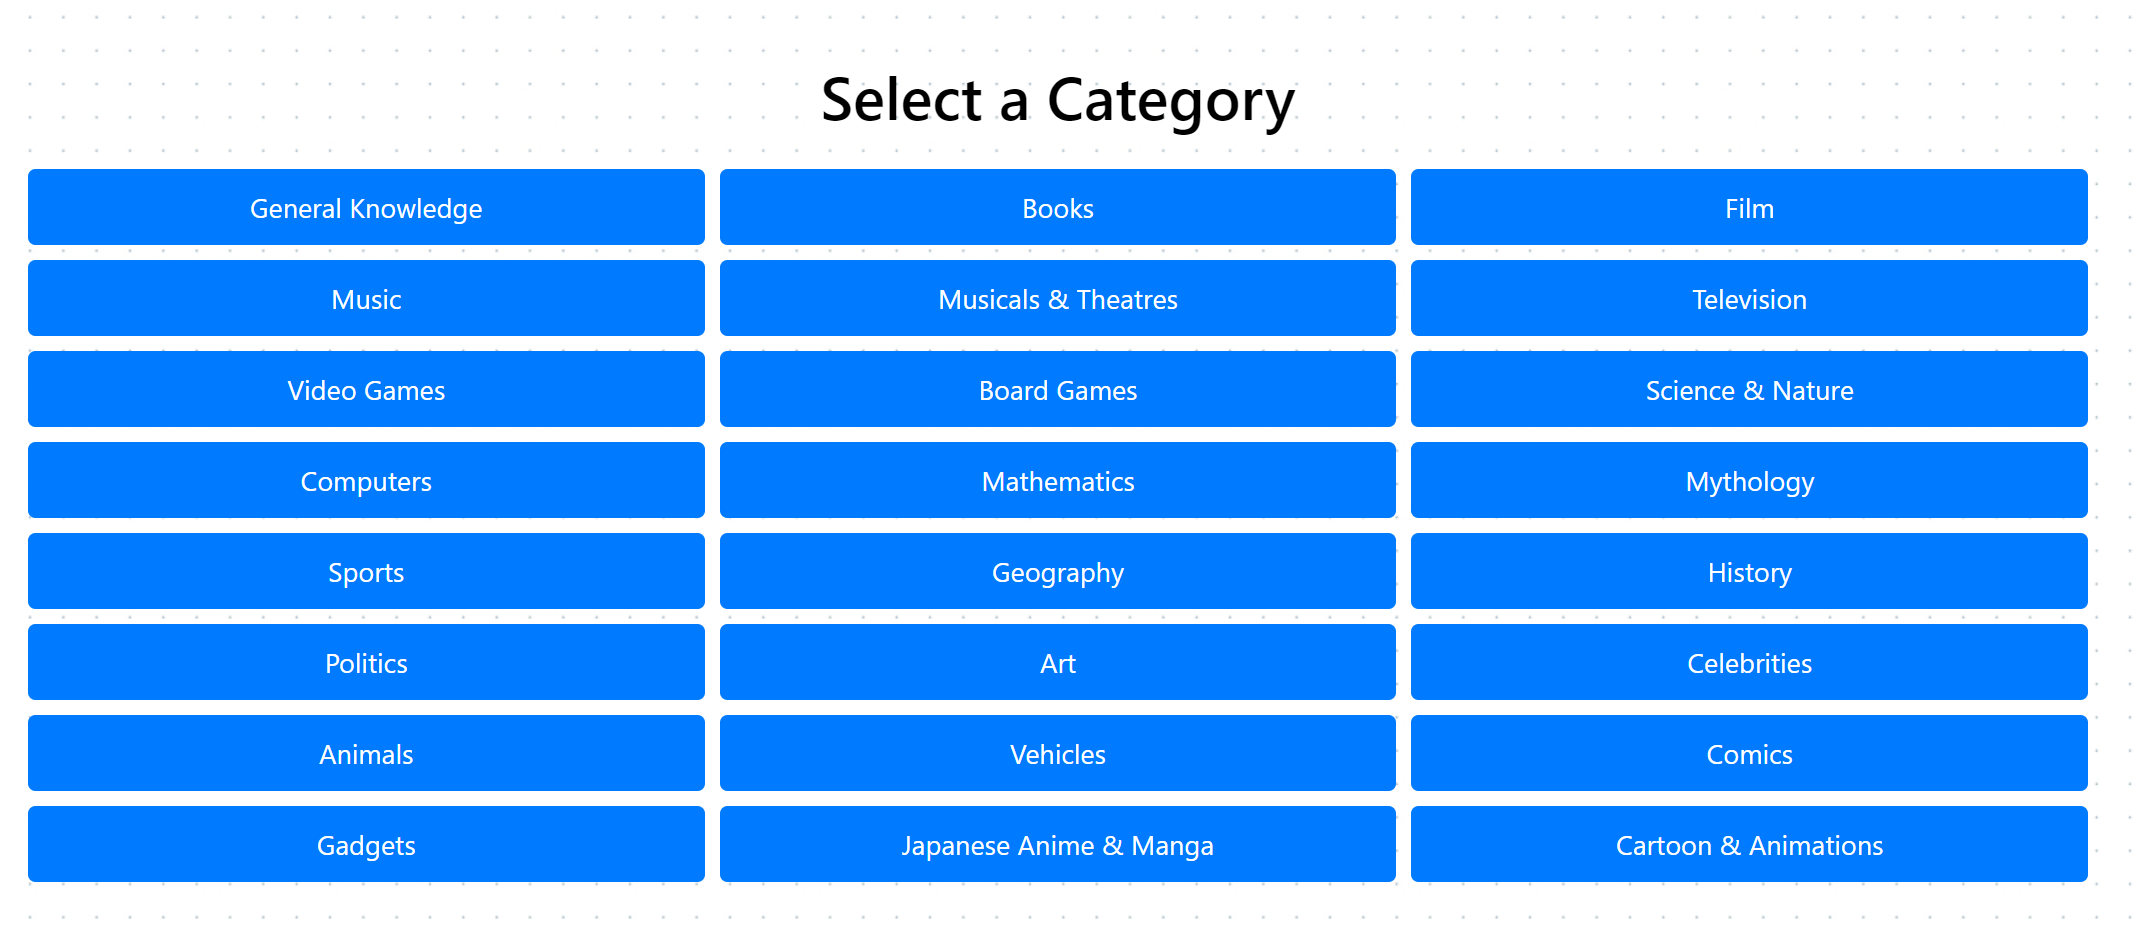 Select a Category
General Knowledge
Books
Film
Music
Musicals & Theatres
Television
Video Games
Board Games
Science & Nature
Computers
Mathematics
Mythology
Sports
Geography
History
Politics
Art
Celebrities
Animals
Vehicles
Comics
Gadgets
Japanese Anime & Manga
Cartoon & Animations